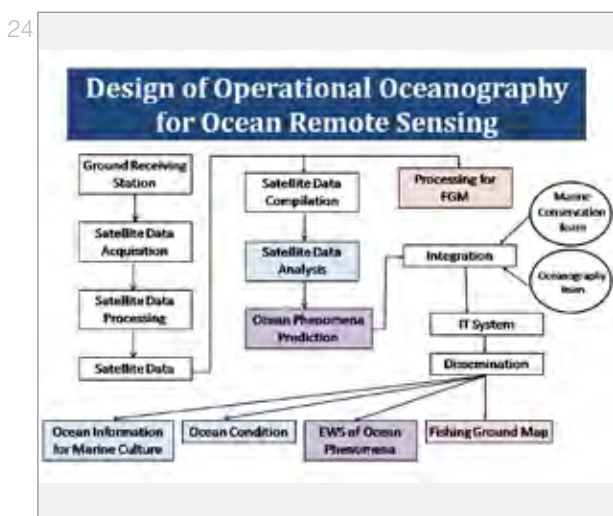 24
Design of Operational Oceanography
for Ocean Remote Sensing
Ground Receiving
Station
Satellite Data
Acquisition
Satellite Data
Processing
Satellite Data
Satellite Data
Compilation
Satellite Data
Analysis
Ocean Phenomena
Prediction
Processing for
FGM
Integration
Marine
Conservation
Team
Oceanography
Team
IT System
Dissemination
Ocean Information
for Marine Culture
Ocean Condition
EWS of Ocean
Phenomena
Fishing Ground Map